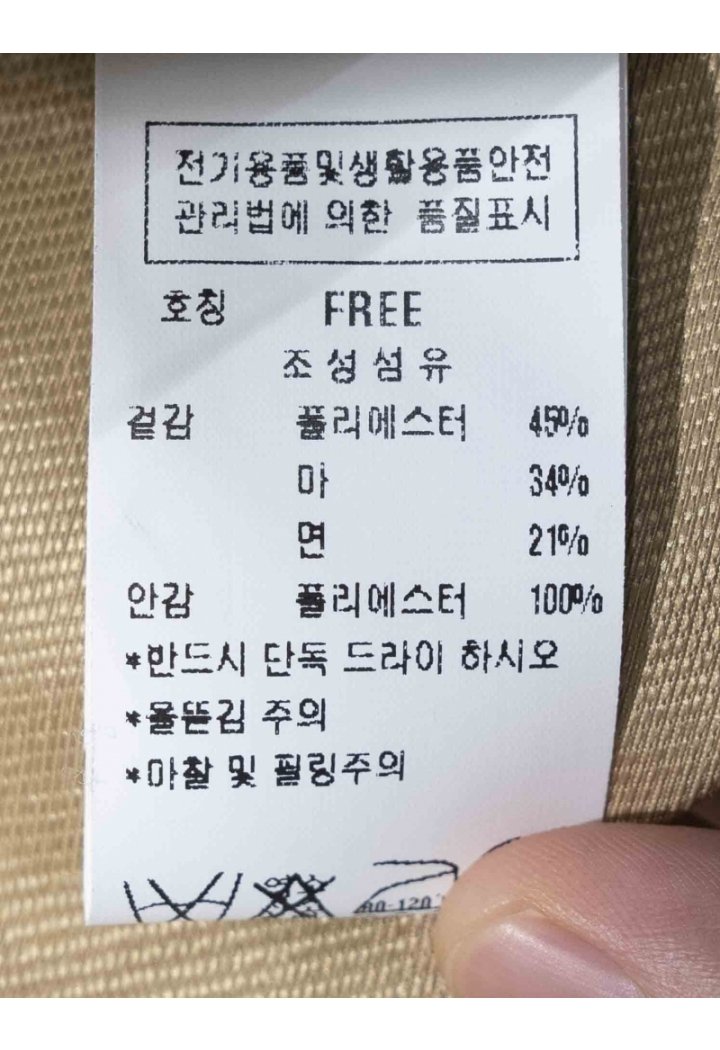 전기용품및생활용품안전
관리법에 의한 품질표시
호칭 FREE
조성섬유
겉감 폴리에스터 45%
마 34%
면 21%
안감 폴리에스터 100%
*반드시 단독 드라이 하시오
*올뜯김 주의
*마찰 및 필링주의
80-120